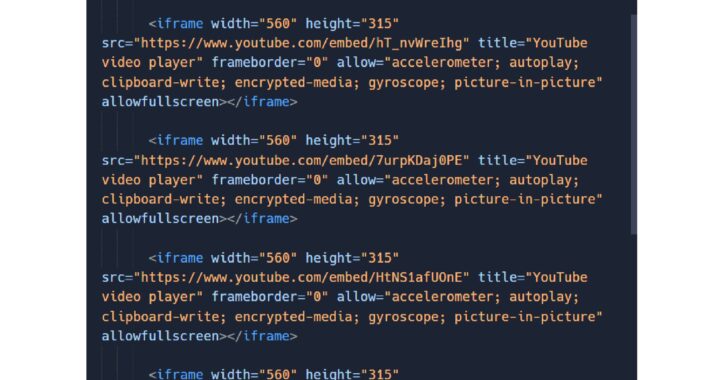 <iframe width="560" height="315"
src="https://www.youtube.com/embed/hT_nvWreIhg" title="YouTube
video player" frameborder="0" allow="accelerometer; autoplay;
clipboard-write; encrypted-media; gyroscope; picture-in-picture"
allowfullscreen></iframe>
<iframe width="560" height="315"
src="https://www.youtube.com/embed/7urpKDaj0PE" title="YouTube
video player" frameborder="0" allow="accelerometer; autoplay;
clipboard-write; encrypted-media; gyroscope; picture-in-picture"
allowfullscreen></iframe>
<iframe width="560" height="315"
src="https://www.youtube.com/embed/HtNS1afUOnE" title="YouTube
video player" frameborder="0" allow="accelerometer; autoplay;
clipboard-write; encrypted-media; gyroscope; picture-in-picture"
allowfullscreen></iframe>
<iframe width="560" height="315"